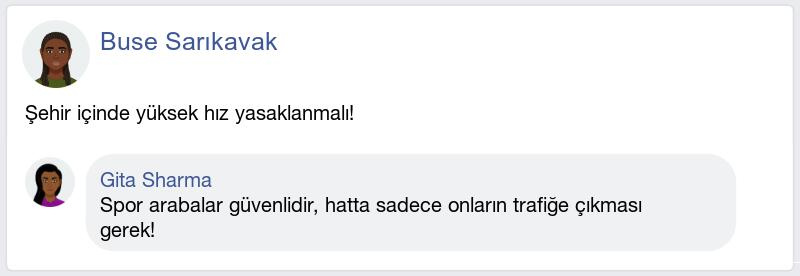 Buse Sarıkavak
Şehir içinde yüksek hız yasaklanmalı!
Gita Sharma
Spor arabalar güvenlidir, hatta sadece onların trafiğe çıkması
gerek!